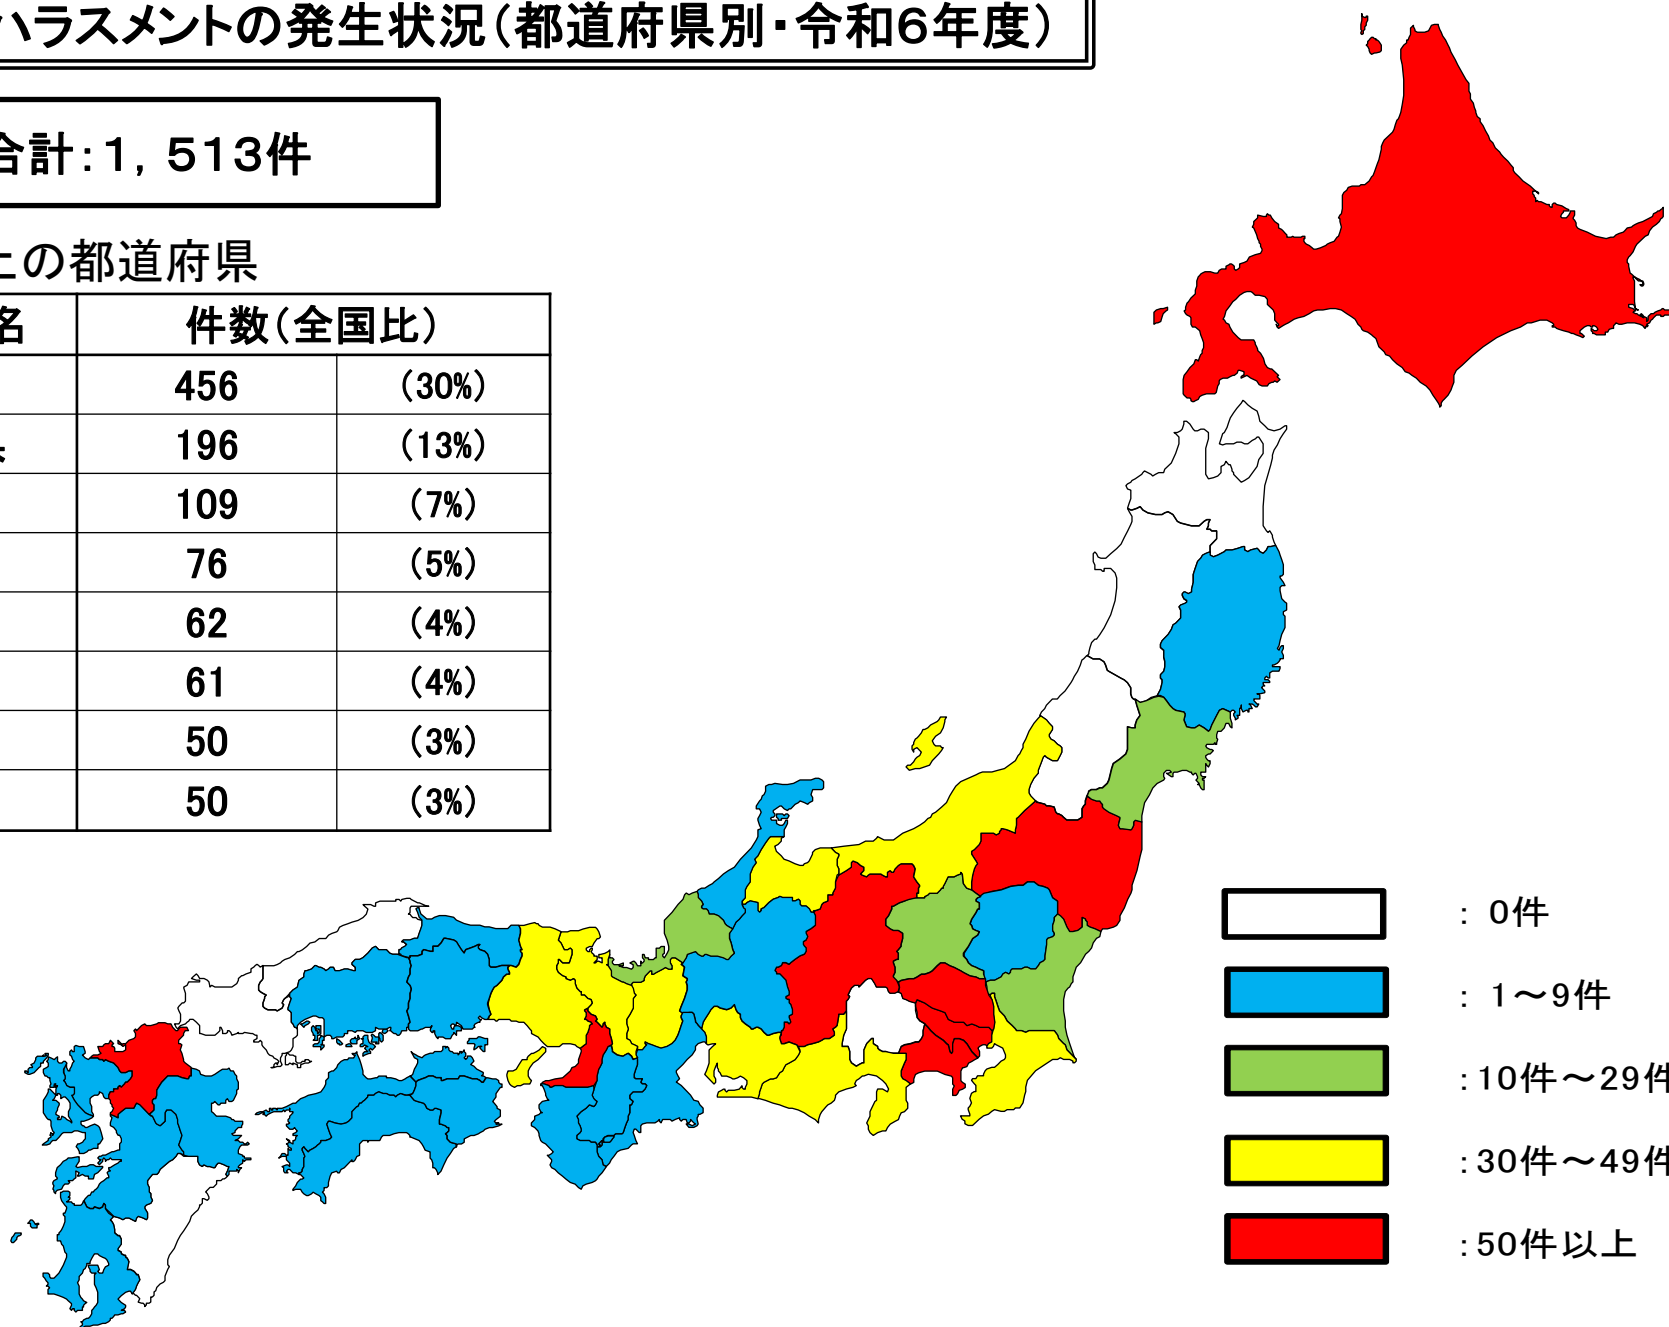 ハラスメントの発生状況（都道府県別・令和６年度）
合計：１，５１３件
上の都道府県
名 件数（全国比）
456 （30%）
196 （13%）
109 （7%）
76 （5%）
62 （4%）
61 （4%）
50 （3%）
50 （3%）
：0件
：1～9件
：10件～29件
：30件～49件
：50件以上